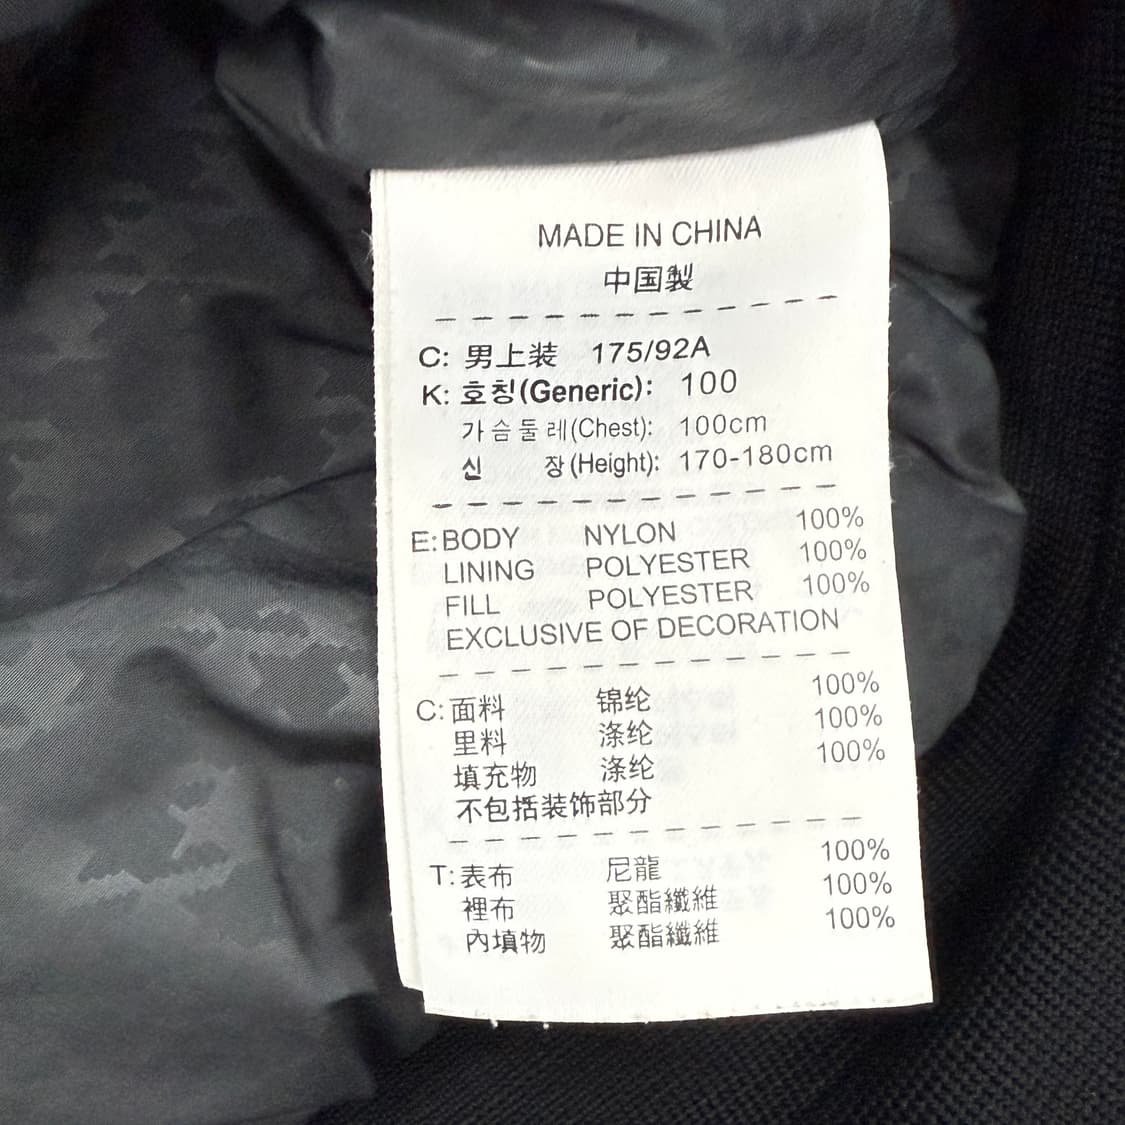 MADE IN CHINA
中国製
C: 男上装 175/92A
K: 호칭(Generic): 100
가슴둘레(Chest): 100cm
신 장(Height): 170-180cm
E: BODY NYLON 100%
LINING POLYESTER 100%
FILL POLYESTER 100%
EXCLUSIVE OF DECORATION
C: 面料 锦纶 100%
里料 涤纶 100%
填充物 涤纶 100%
不包括装饰部分
T: 表布 尼龍 100%
裡布 聚酯纖維 100%
內填物 聚酯纖維 100%